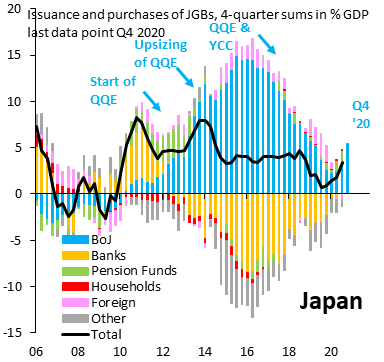 Issuance and purchases of JGBs, 4-quarter sums in % GDP
last data point Q4 2020
20
15
10
5
0
-5
-10
-15
Start of
QQE
Upsizing
of QQE
QQE &
YCC
Q4
'20
BoJ
Banks
Pension Funds
Households
Foreign
Other
Total
Japan
06 08 10 12 14 16 18 20